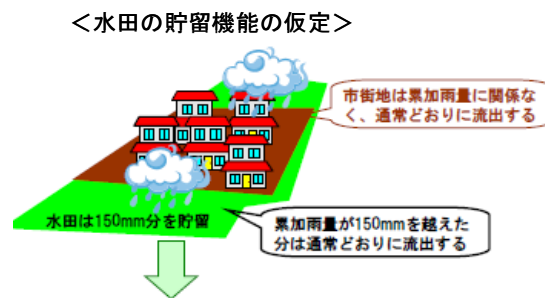 ＜水田の貯留機能の仮定＞
市街地は累加雨量に関係な
く、通常どおりに流出する
水田は150mm分を貯留
累加雨量が150mmを越えた
分は通常どおりに流出する